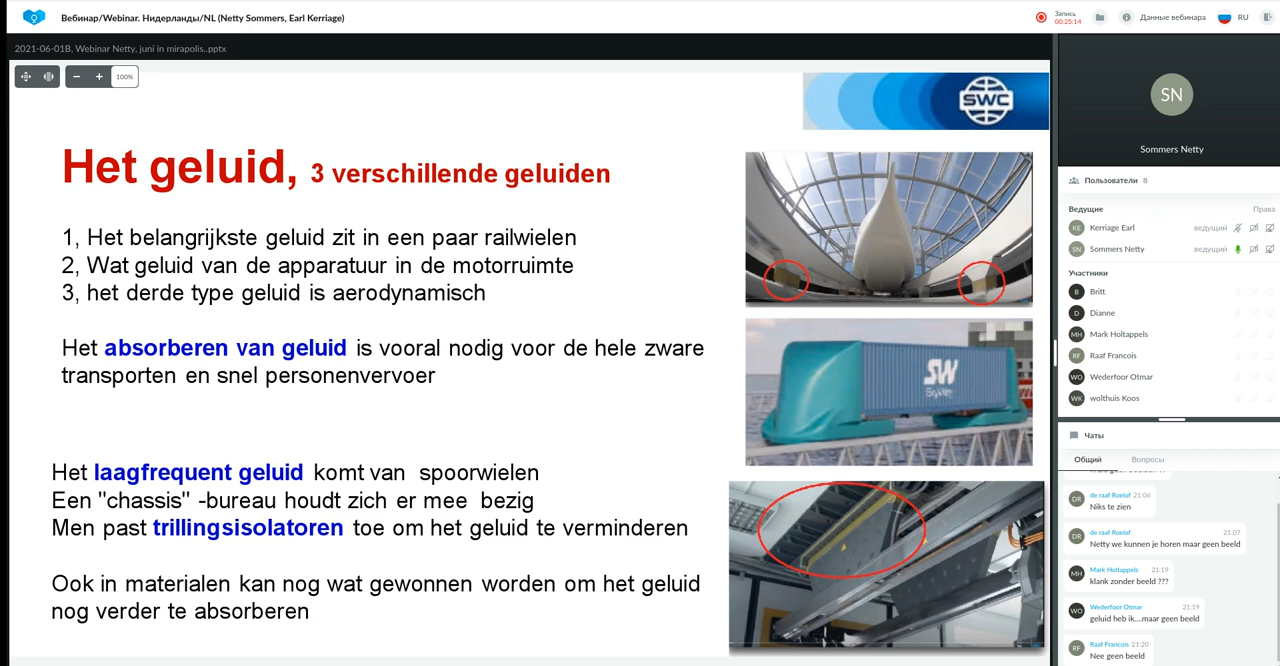 Вебинар/Webinar. Нидерланды/NL (Netty Sommers, Earl Kerriage)
Запись
00:25:14
Данные вебинара
RU
2021-06-01B, Webinar Netty, juni in mirapolis..pptx
100%
SWC
Het geluid, 3 verschillende geluiden
1, Het belangrijkste geluid zit in een paar railwielen
2, Wat geluid van de apparatuur in de motorruimte
3, het derde type geluid is aerodynamisch
Het absorberen van geluid is vooral nodig voor de hele zware
transporten en snel personenvervoer
SW
SkyWay
Het laagfrequent geluid komt van spoorwielen
Een "chassis" -bureau houdt zich er mee bezig
Men past trillingsisolatoren toe om het geluid te verminderen
Ook in materialen kan nog wat gewonnen worden om het geluid
nog verder te absorberen
SN
Sommers Netty
Пользователи 8
Ведущие Права
KE Kerriage Earl ведущий
SN Sommers Netty ведущий
Участники
B Britt
D Dianne
MH Mark Holtappels
RF Raaf Francois
WO Wederfoor Otmar
WK wolthuis Koos
Чаты
Общий Вопросы
DR de raaf Roelof 21:06
Niks te zien
DR de raaf Roelof 21:07
Netty we kunnen je horen maar geen beeld
MH Mark Holtappels 21:19
klank zonder beeld ???
WO Wederfoor Otmar 21:19
geluid heb ik....maar geen beeld
RF Raaf Francois 21:20
Nee geen beeld